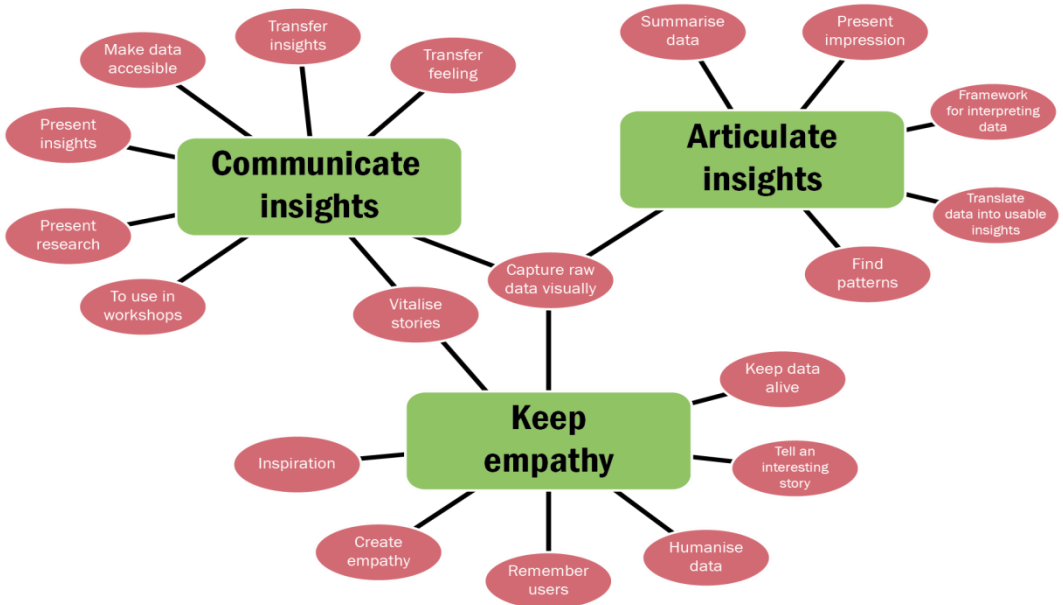 Transfer
insights
Make data
accesible
Transfer
feeling
Present
insights
Communicate
insights
Present
research
To use in
workshops
Vitalise
stories
Capture raw
data visually
Summarise
data
Present
impression
Framework
for interpreting
data
Articulate
insights
Translate
data into usable
insights
Find
patterns
Keep
empathy
Keep data
alive
Inspiration
Tell an
interesting
story
Create
empathy
Remember
users
Humanise
data